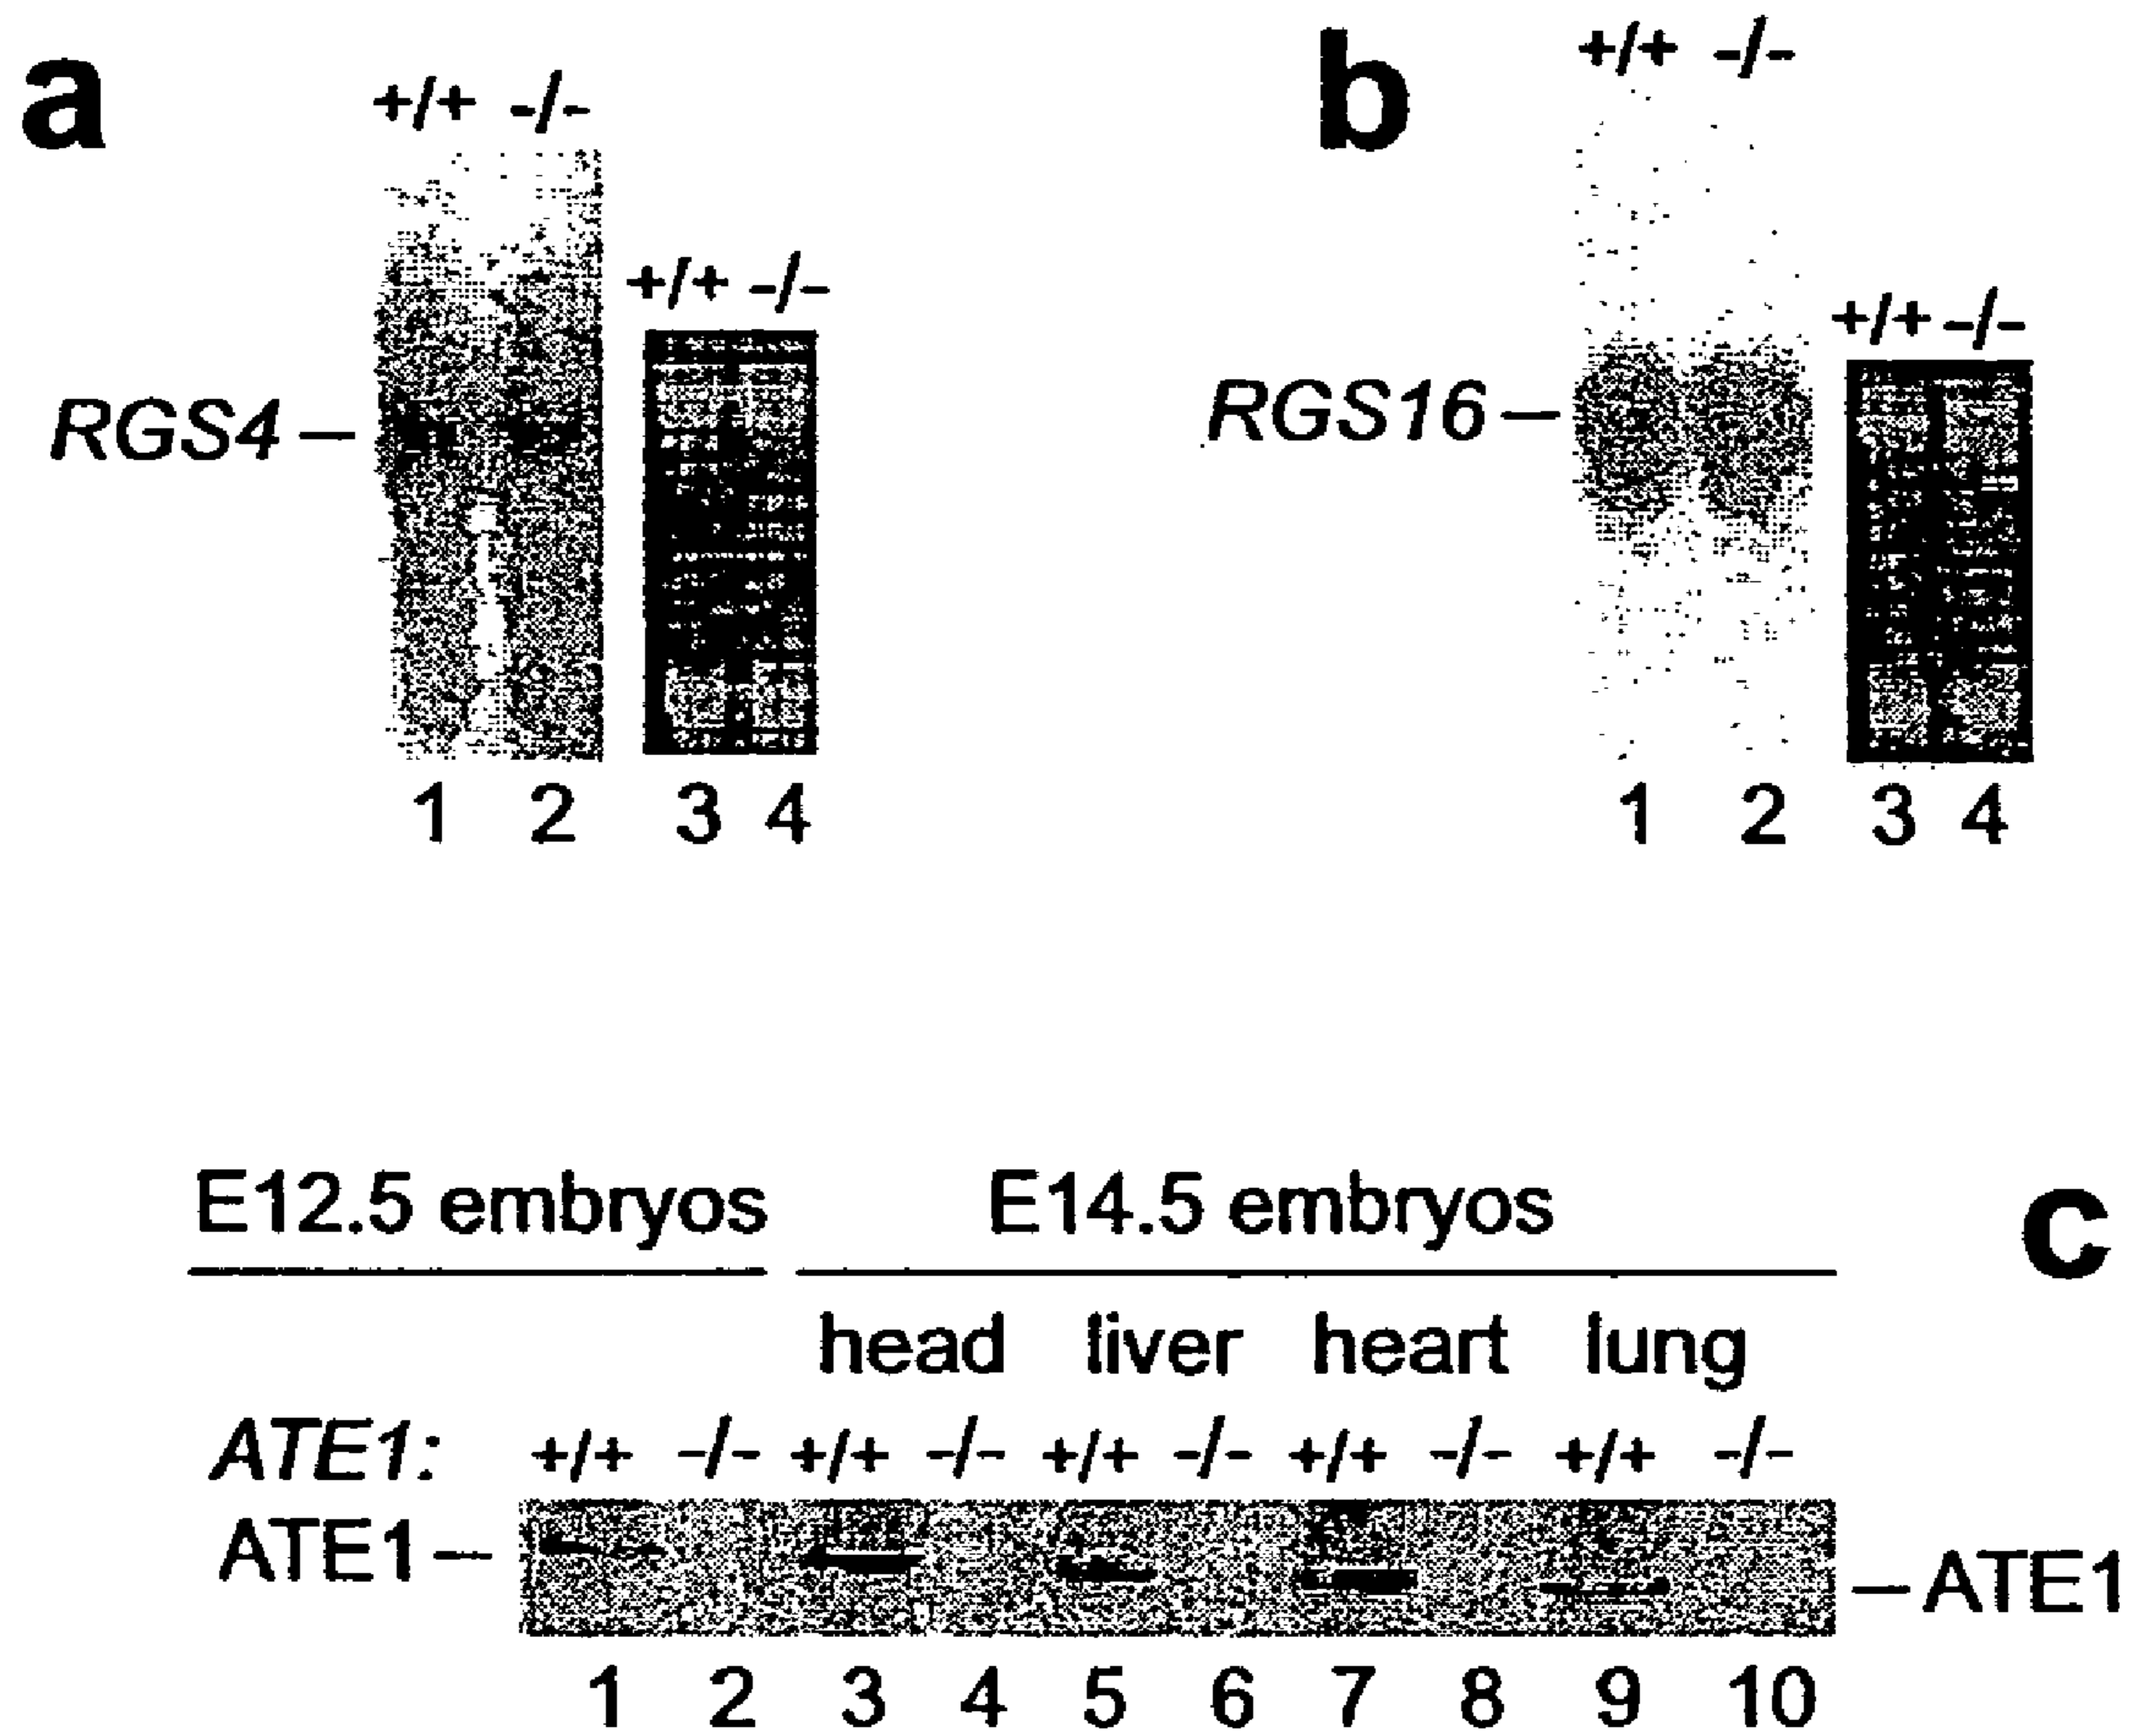 a
+/+ -/-
+/+ -/-
RGS4 –
1 2 3 4
b
+/+ -/-
+/+ -/-
RGS16 –
1 2 3 4
c
E12.5 embryos E14.5 embryos
head liver heart lung
ATE1: +/+ -/- +/+ -/- +/+ -/- +/+ -/- +/+ -/-
ATE1 – – ATE1
1 2 3 4 5 6 7 8 9 10